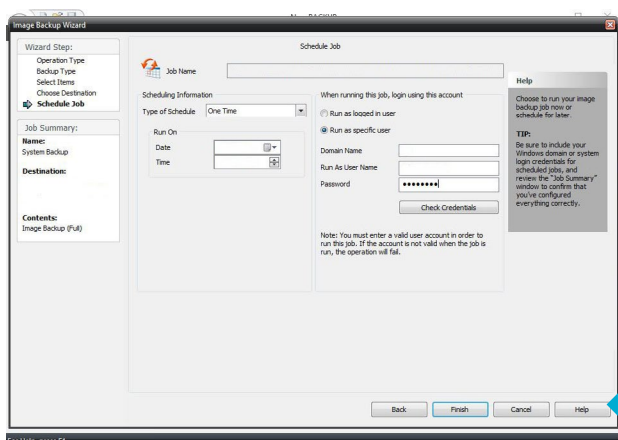 Image Backup Wizard
Wizard Step:
Operation Type
Backup Type
Select Items
Choose Destination
Schedule Job
Job Summary:
Name:
System Backup
Destination:
Contents:
Image Backup (Full)
Schedule Job
Job Name
Scheduling Information
Type of Schedule One Time
Run On
Date
Time
When running this job, login using this account
Run as logged in user
Run as specific user
Domain Name
Run As User Name
Password ●●●●●●●●
Check Credentials
Note: You must enter a valid user account in order to
run this job. If the account is not valid when the job is
run, the operation will fail.
Help
Choose to run your image
backup job now or
schedule for later.
TIP:
Be sure to include your
Windows domain or system
login credentials for
scheduled jobs, and
review the "Job Summary"
window to confirm that
you've configured
everything correctly.
Back Finish Cancel Help